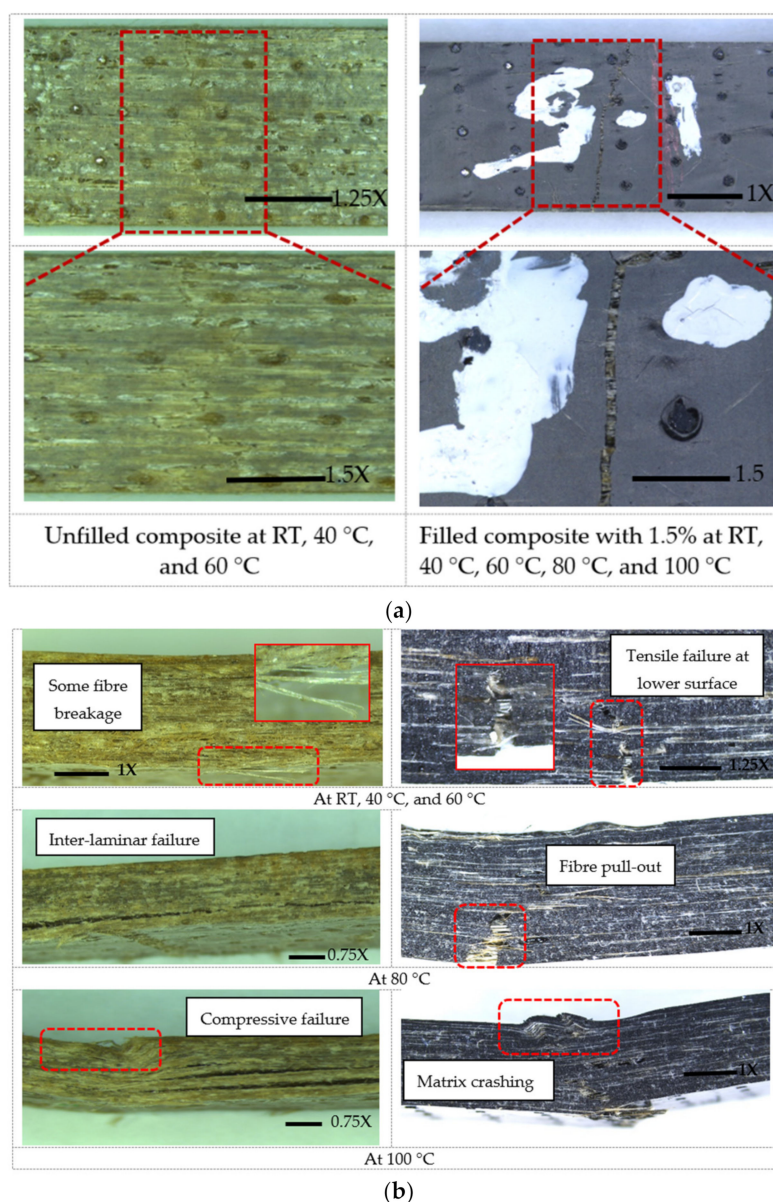 1.25X
1X
1.5X
1.5
Unfilled composite at RT, 40 °C,
and 60 °C
Filled composite with 1.5% at RT,
40 °C, 60 °C, 80 °C, and 100 °C
(a)
Some fibre
breakage
1X
Tensile failure at
lower surface
1.25X
At RT, 40 °C, and 60 °C
Inter-laminar failure
0.75X
Fibre pull-out
1X
At 80 °C
Compressive failure
0.75X
Matrix crashing
1X
At 100 °C
(b)